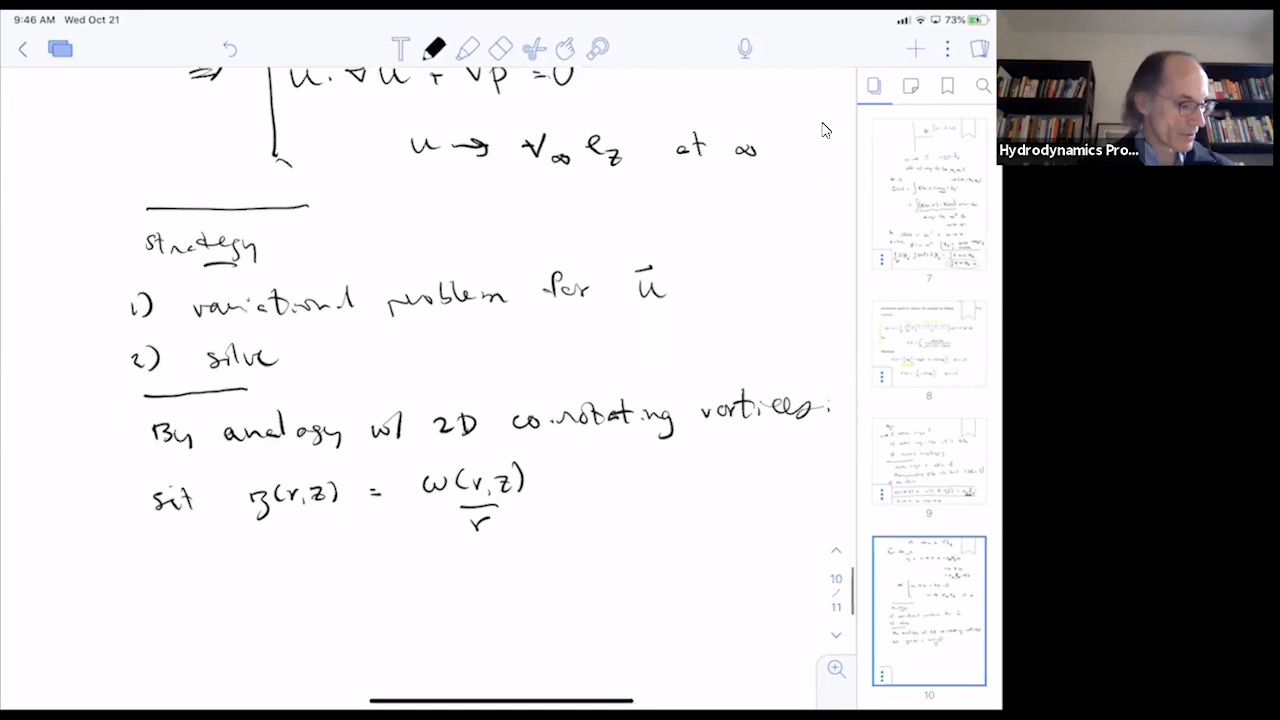 9:46 AM Wed Oct 21
73%
⇒ u · ∇u + ∇p = 0
u → V∞ e_z at ∞
Hydrodynamics Pro...
strategy
1) variational problem for u⃗
2) solve
By analogy w/ 2D co-rotating vortices:
set ζ(r,z) = ω(r,z) / r
7
8
9
10
/
11
10